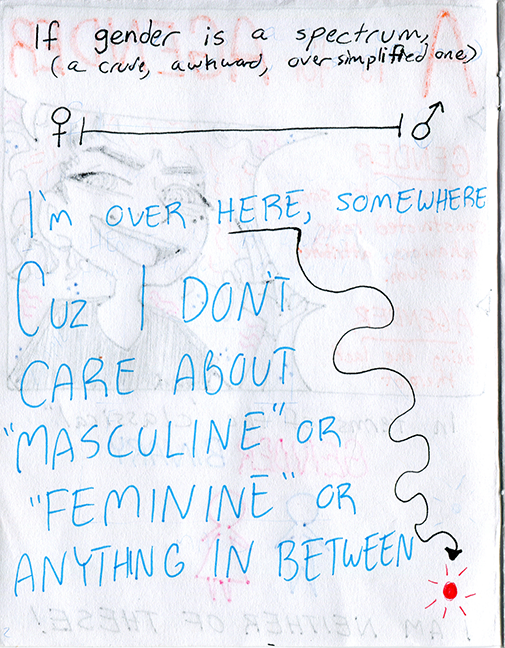 If gender is a spectrum,
(a crude, awkward, oversimplified one)
♀ ♂
I'm OVER HERE, SOMEWHERE
CUZ I DON'T
CARE ABOUT
"MASCULINE" OR
"FEMININE" OR
ANYTHING IN BETWEEN